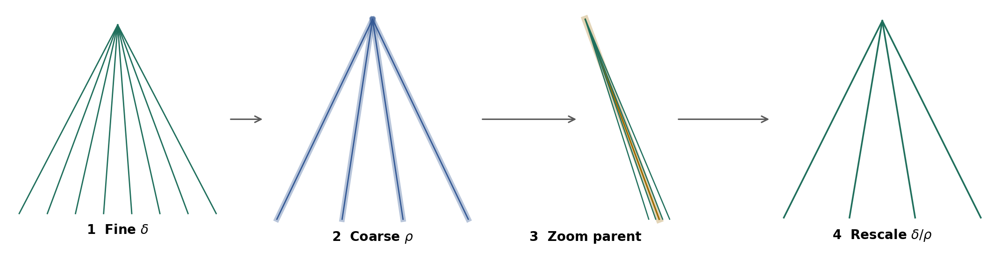 1 Fine δ
2 Coarse ρ
3 Zoom parent
4 Rescale δ/ρ